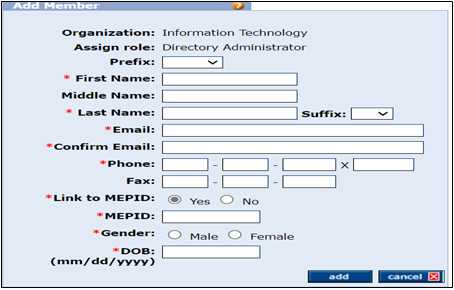 Add Member ?
Organization: Information Technology
Assign role: Directory Administrator
Prefix:
* First Name:
Middle Name:
* Last Name: Suffix:
*Email:
*Confirm Email:
*Phone: - - - x
Fax: - -
*Link to MEPID: Yes No
*MEPID:
*Gender: Male Female
*DOB:
(mm/dd/yyyy)
add cancel